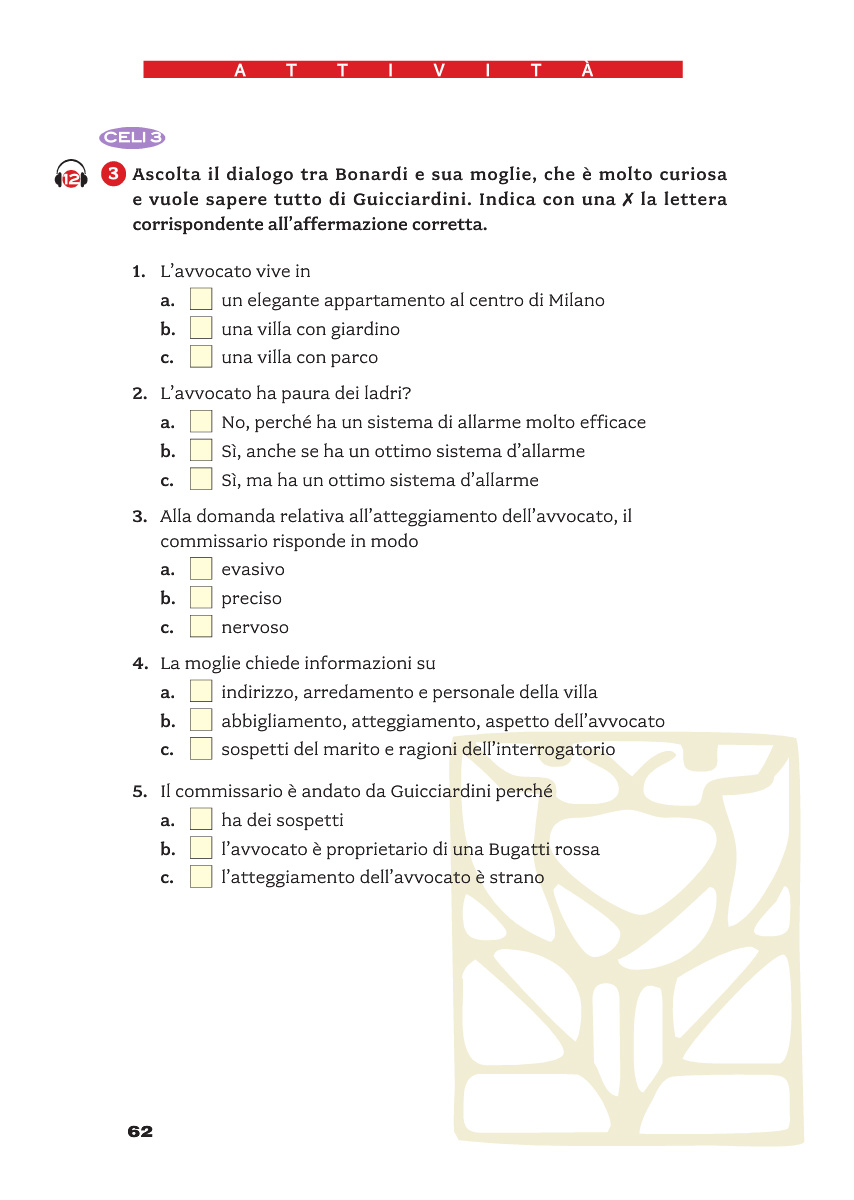 A T T I V I T À
CELI 3
12
3 Ascolta il dialogo tra Bonardi e sua moglie, che è molto curiosa
e vuole sapere tutto di Guicciardini. Indica con una ✗ la lettera
corrispondente all'affermazione corretta.
1. L'avvocato vive in
a. un elegante appartamento al centro di Milano
b. una villa con giardino
c. una villa con parco
2. L'avvocato ha paura dei ladri?
a. No, perché ha un sistema di allarme molto efficace
b. Sì, anche se ha un ottimo sistema d'allarme
c. Sì, ma ha un ottimo sistema d'allarme
3. Alla domanda relativa all'atteggiamento dell'avvocato, il
commissario risponde in modo
a. evasivo
b. preciso
c. nervoso
4. La moglie chiede informazioni su
a. indirizzo, arredamento e personale della villa
b. abbigliamento, atteggiamento, aspetto dell'avvocato
c. sospetti del marito e ragioni dell'interrogatorio
5. Il commissario è andato da Guicciardini perché
a. ha dei sospetti
b. l'avvocato è proprietario di una Bugatti rossa
c. l'atteggiamento dell'avvocato è strano
62